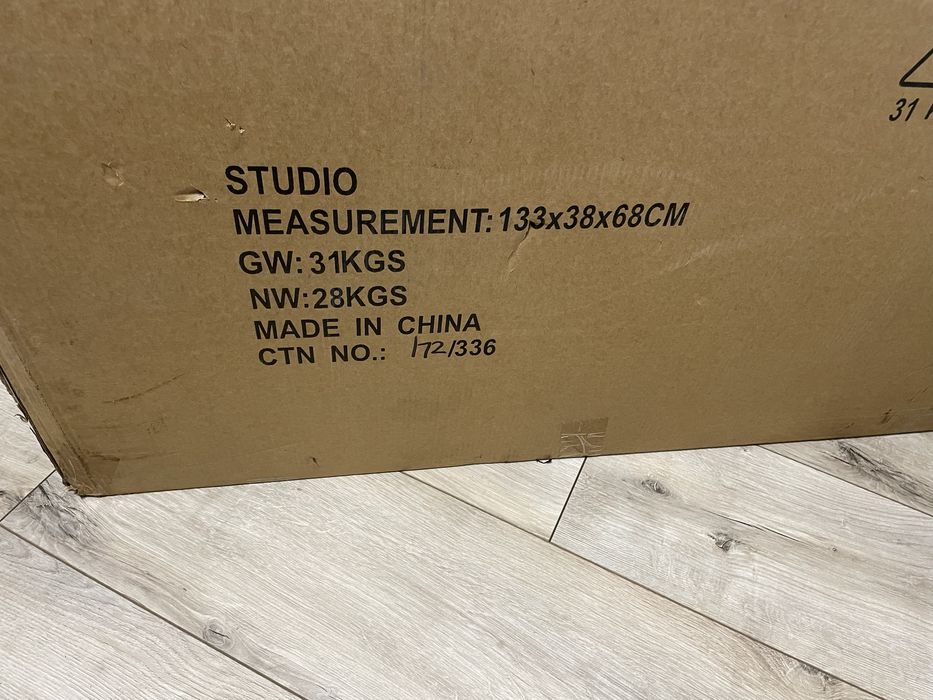 31
STUDIO
MEASUREMENT: 133x38x68CM
GW: 31KGS
NW:28KGS
MADE IN CHINA
CTN NO.: 172/336